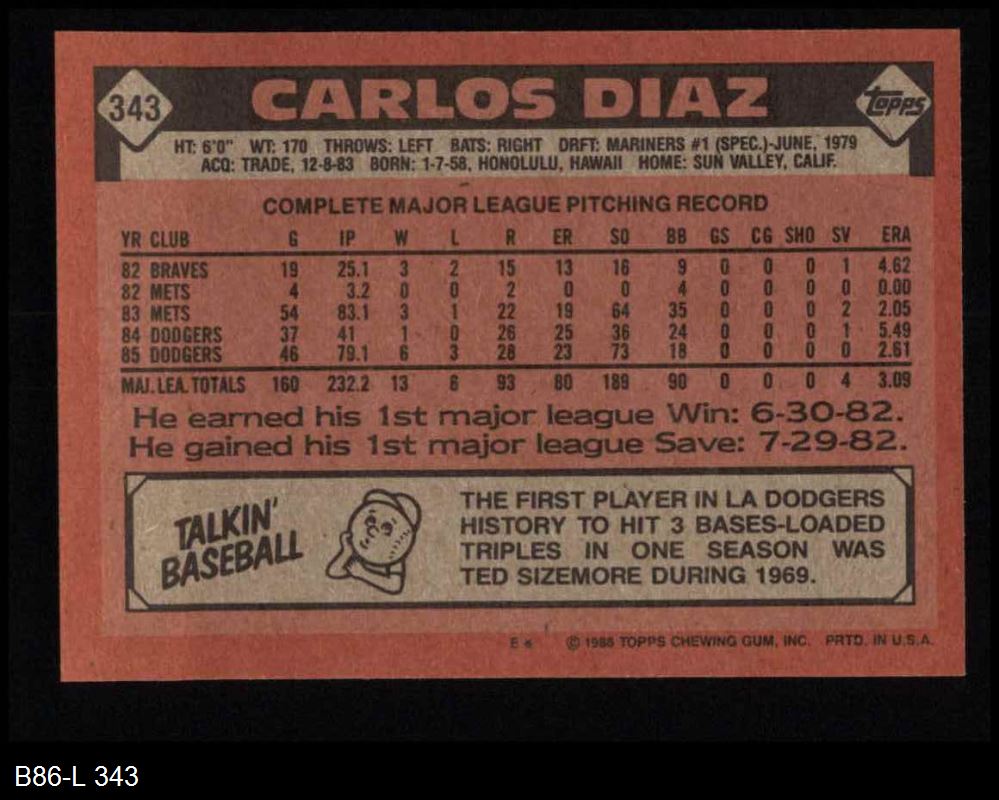 343
CARLOS DIAZ
Topps
HT: 6'0" WT: 170 THROWS: LEFT BATS: RIGHT DRFT: MARINERS #1 (SPEC.)-JUNE, 1979
ACQ: TRADE, 12-8-83 BORN: 1-7-58, HONOLULU, HAWAII HOME: SUN VALLEY, CALIF.
COMPLETE MAJOR LEAGUE PITCHING RECORD
YR CLUB G IP W L R ER SO BB GS CG SHO SV ERA
82 BRAVES 19 25.1 3 2 15 13 16 9 0 0 0 1 4.62
82 METS 4 3.2 0 0 2 0 0 4 0 0 0 0 0.00
83 METS 54 83.1 3 1 22 19 64 35 0 0 0 2 2.05
84 DODGERS 37 41 1 0 26 25 36 24 0 0 0 1 5.49
85 DODGERS 46 79.1 6 3 28 23 73 18 0 0 0 0 2.61
MAJ. LEA. TOTALS 160 232.2 13 6 93 80 189 90 0 0 0 4 3.09
He earned his 1st major league Win: 6-30-82.
He gained his 1st major league Save: 7-29-82.
TALKIN'
BASEBALL
THE FIRST PLAYER IN LA DODGERS
HISTORY TO HIT 3 BASES-LOADED
TRIPLES IN ONE SEASON WAS
TED SIZEMORE DURING 1969.
E* © 1986 TOPPS CHEWING GUM, INC. PRTD. IN U.S.A.
B86-L 343